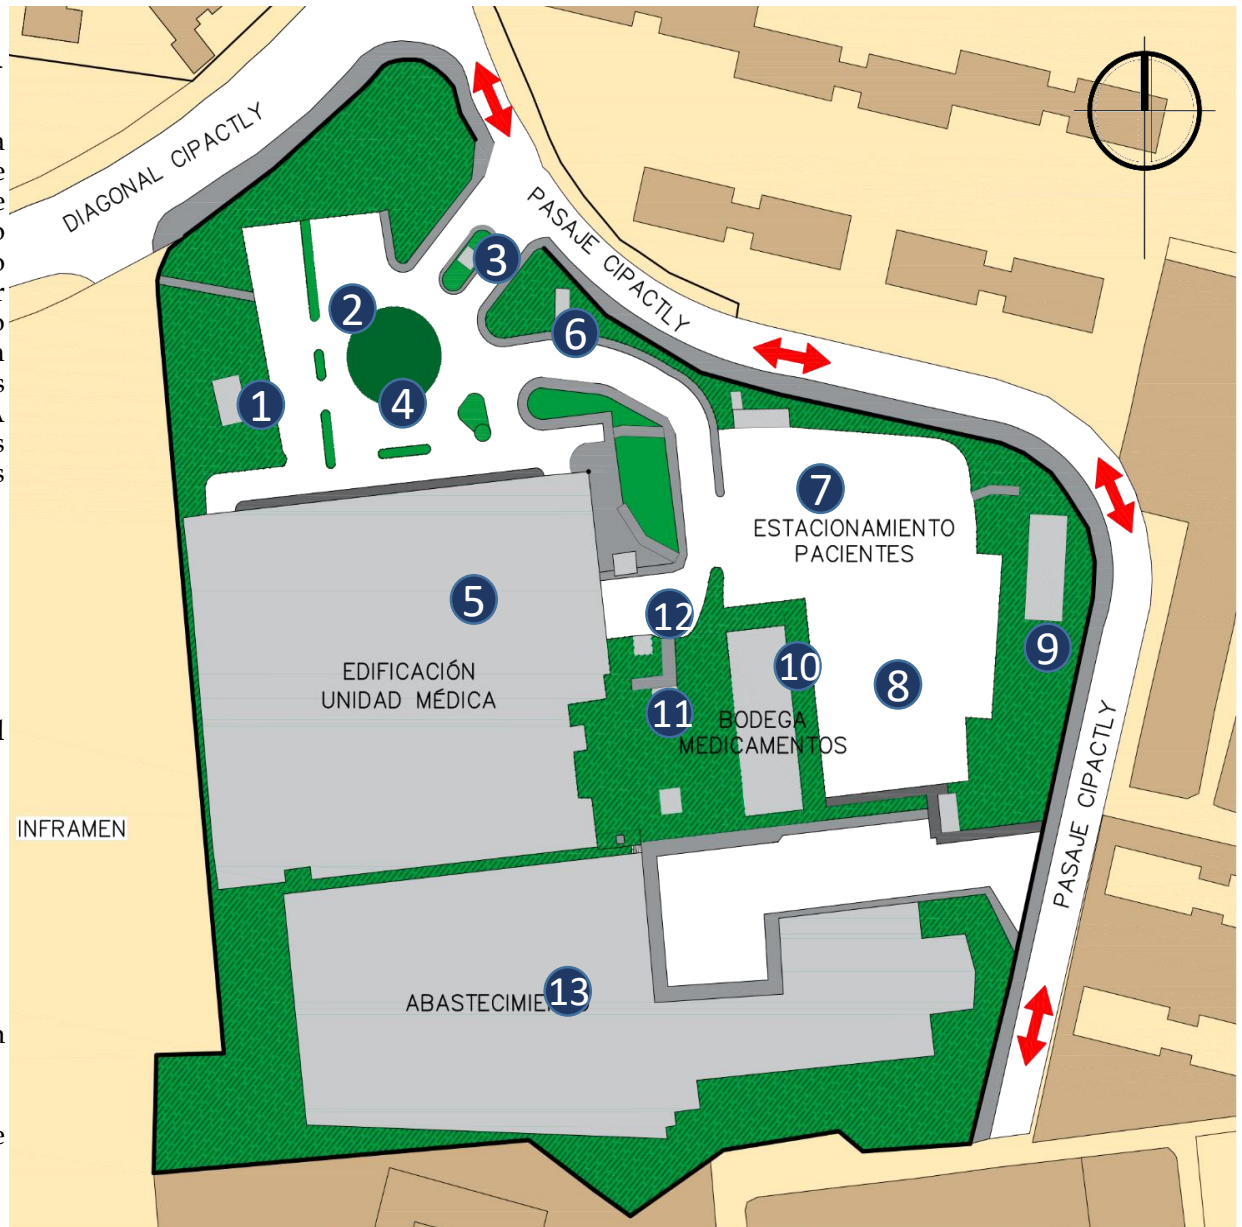 DIAGONAL CIPACTLY
PASAJE CIPACTLY
3
2
6
1
4
7
ESTACIONAMIENTO
PACIENTES
5
12
9
EDIFICACIÓN
UNIDAD MÉDICA
10
8
11
BODEGA
MEDICAMENTOS
PASAJE CIPACTLY
INFRAMEN
13
ABASTECIMIE